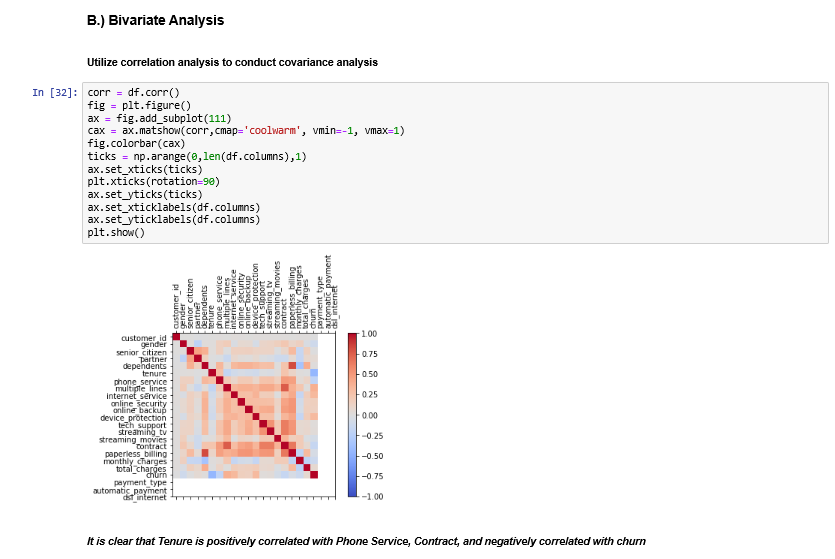 B.) Bivariate Analysis
Utilize correlation analysis to conduct covariance analysis
In [32]:
corr = df.corr()
fig = plt.figure()
ax = fig.add_subplot(111)
cax = ax.matshow(corr,cmap='coolwarm', vmin=-1, vmax=1)
fig.colorbar(cax)
ticks = np.arange(0,len(df.columns),1)
ax.set_xticks(ticks)
plt.xticks(rotation=90)
ax.set_yticks(ticks)
ax.set_xticklabels(df.columns)
ax.set_yticklabels(df.columns)
plt.show()
customer_id
gender
senior_citizen
partner
dependents
tenure
phone_service
multiple_lines
internet_service
online_security
online_backup
device_protection
tech_support
streaming_tv
streaming_movies
contract
paperless_billing
monthly_charges
total_charges
churn
payment_type
automatic_payment
dsl_internet
customer_id
gender
senior_citizen
partner
dependents
tenure
phone_service
multiple_lines
internet_service
online_security
online_backup
device_protection
tech_support
streaming_tv
streaming_movies
contract
paperless_billing
monthly_charges
total_charges
churn
payment_type
automatic_payment
dsl_internet
1.00
0.75
0.50
0.25
0.00
−0.25
−0.50
−0.75
−1.00
It is clear that Tenure is positively correlated with Phone Service, Contract, and negatively correlated with churn